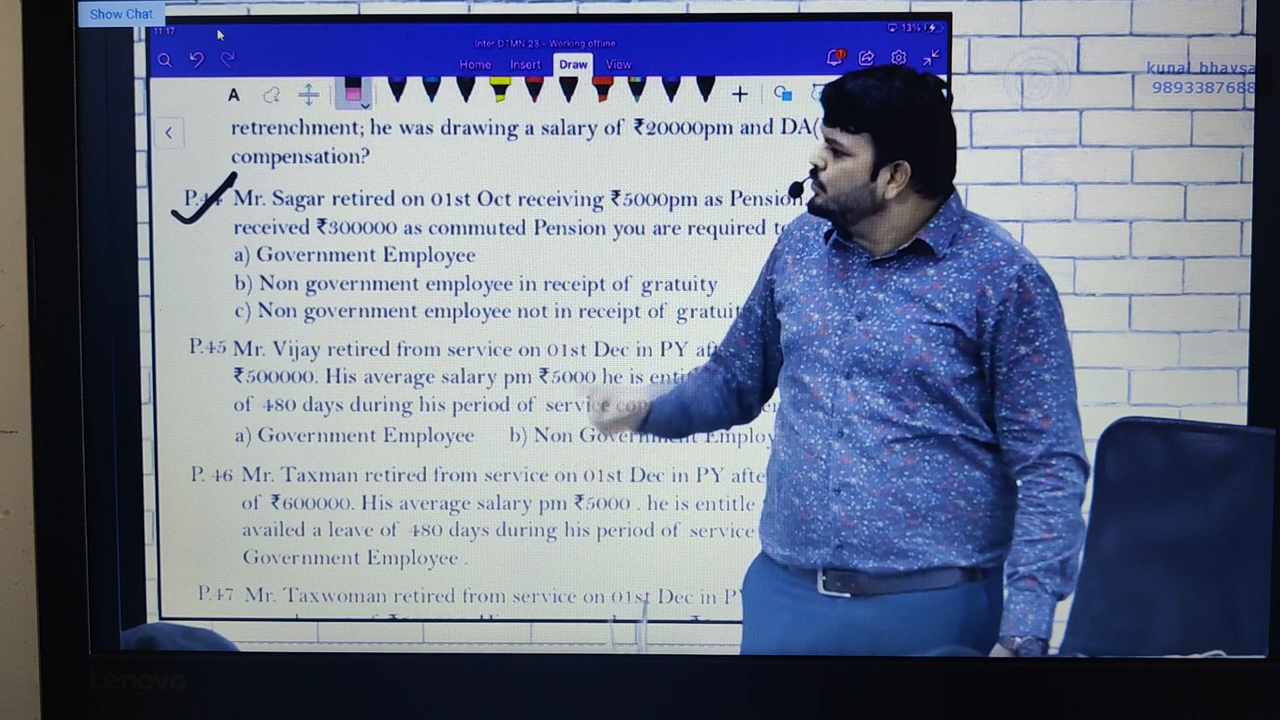 Show Chat
11:17
13%
Inter DTMN 23 - Working offline
Home Insert Draw View
kunal bhavsa
9893387688
A
retrenchment; he was drawing a salary of ₹20000pm and DA(
compensation?
P.44 Mr. Sagar retired on 01st Oct receiving ₹5000pm as Pension
received ₹300000 as commuted Pension you are required
a) Government Employee
b) Non government employee in receipt of gratuity
c) Non government employee not in receipt of gratuit
P.45 Mr. Vijay retired from service on 01st Dec in PY
₹500000. His average salary pm ₹5000 he is
of 480 days during his period of service
a) Government Employee b) Non Government Employ
P. 46 Mr. Taxman retired from service on 01st Dec in PY afte
of ₹600000. His average salary pm ₹5000 . he is entitle
availed a leave of 480 days during his period of service
Government Employee .
P.47 Mr. Taxwoman retired from service on 01st Dec in P
Lenovo